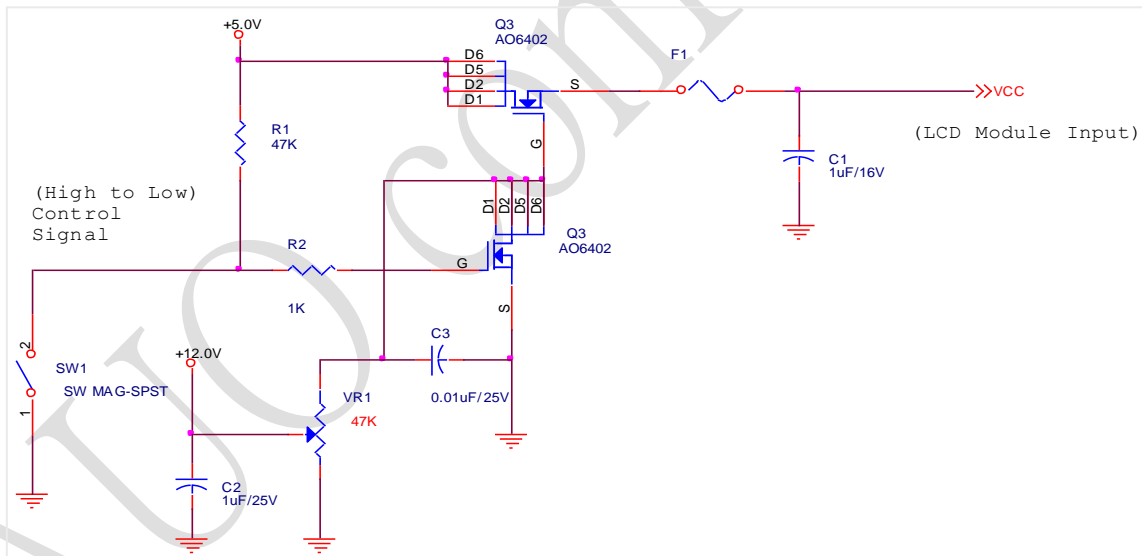 +5.0V
Q3
AO6402
D6
D5
D2
D1
S
G
F1
VCC
(LCD Module Input)
R1
47K
C1
1uF/16V
(High to Low)
Control
Signal
D1
D2
D5
D6
Q3
AO6402
R2
1K
G
S
+12.0V
C3
0.01uF/25V
2
1
SW1
SW MAG-SPST
VR1
47K
C2
1uF/25V
AUO com